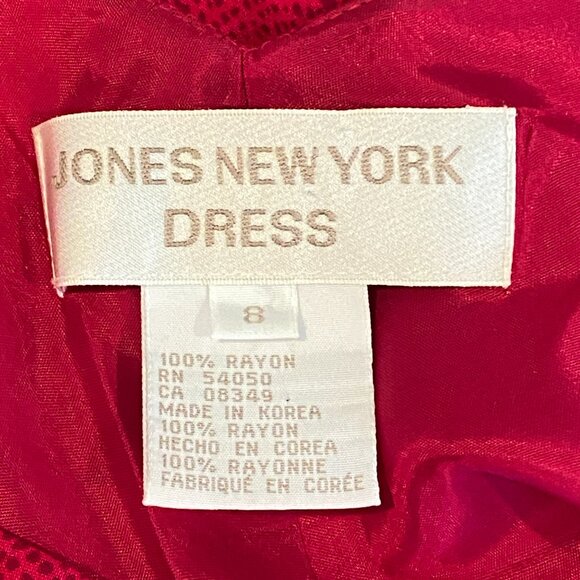 JONES NEW YORK
DRESS
8
100% RAYON
RN 54050
CA 08349
MADE IN KOREA
100% RAYON
HECHO EN COREA
100% RAYONNE
FABRIQUÉ EN CORÉE